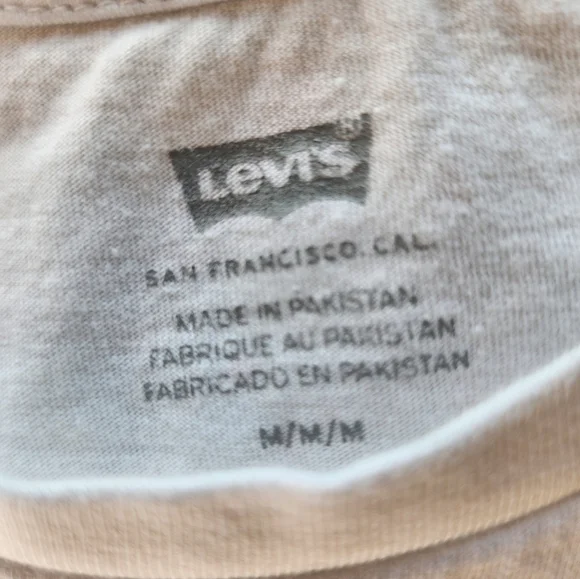 Levi's
SAN FRANCISCO. CAL.
MADE IN PAKISTAN
FABRIQUE AU PAKISTAN
FABRICADO EN PAKISTAN
M/M/M